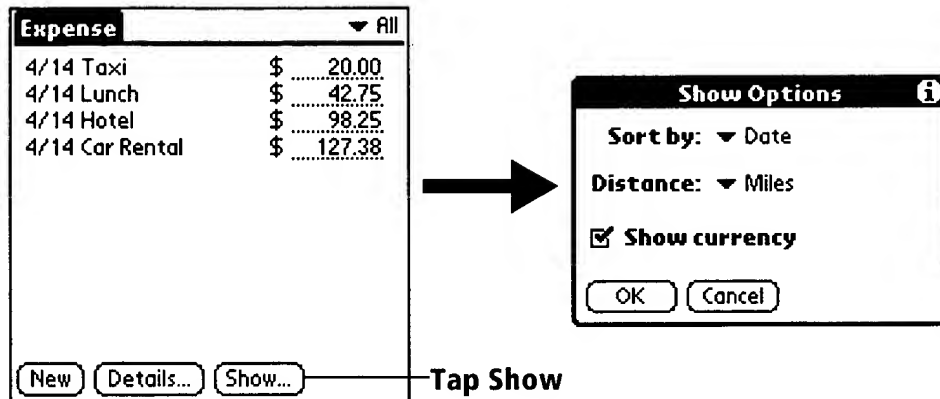 Expense All
4/14 Taxi $ 20.00
4/14 Lunch $ 42.75
4/14 Hotel $ 98.25
4/14 Car Rental $ 127.38
New Details... Show...
Tap Show
Show Options i
Sort by: Date
Distance: Miles
Show currency
OK Cancel